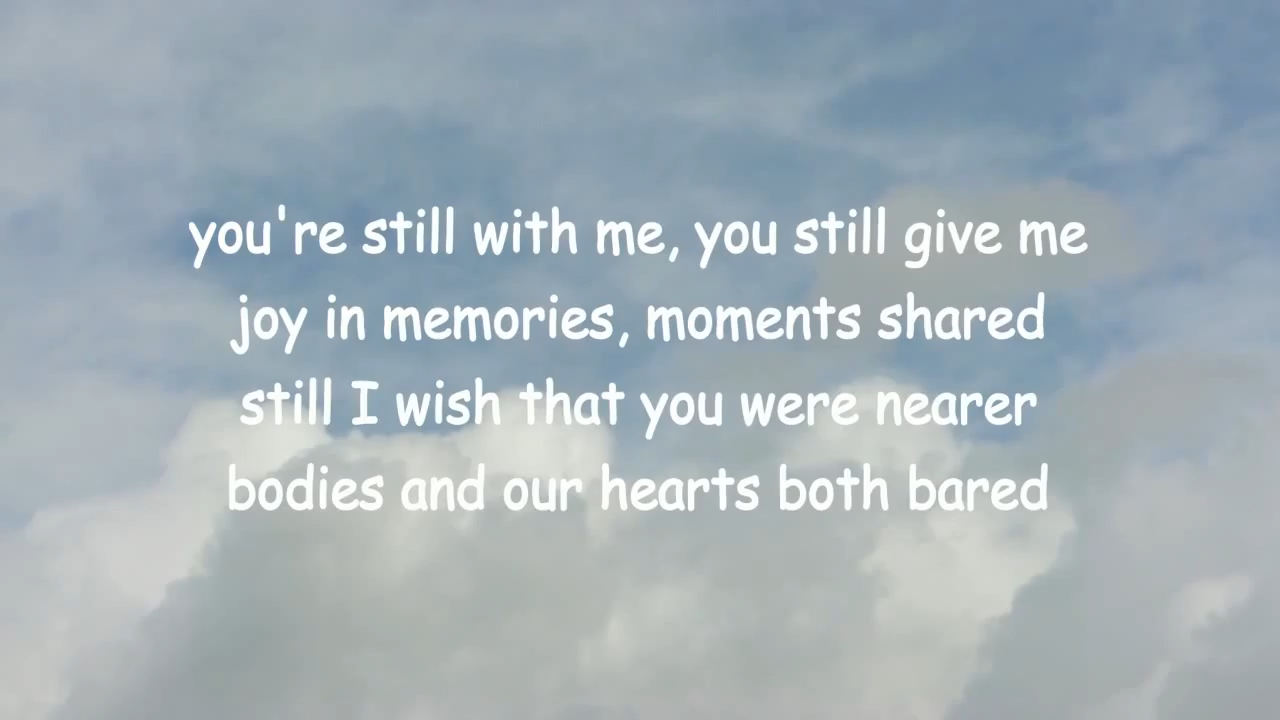 you're still with me, you still give me
joy in memories, moments shared
still I wish that you were nearer
bodies and our hearts both bared